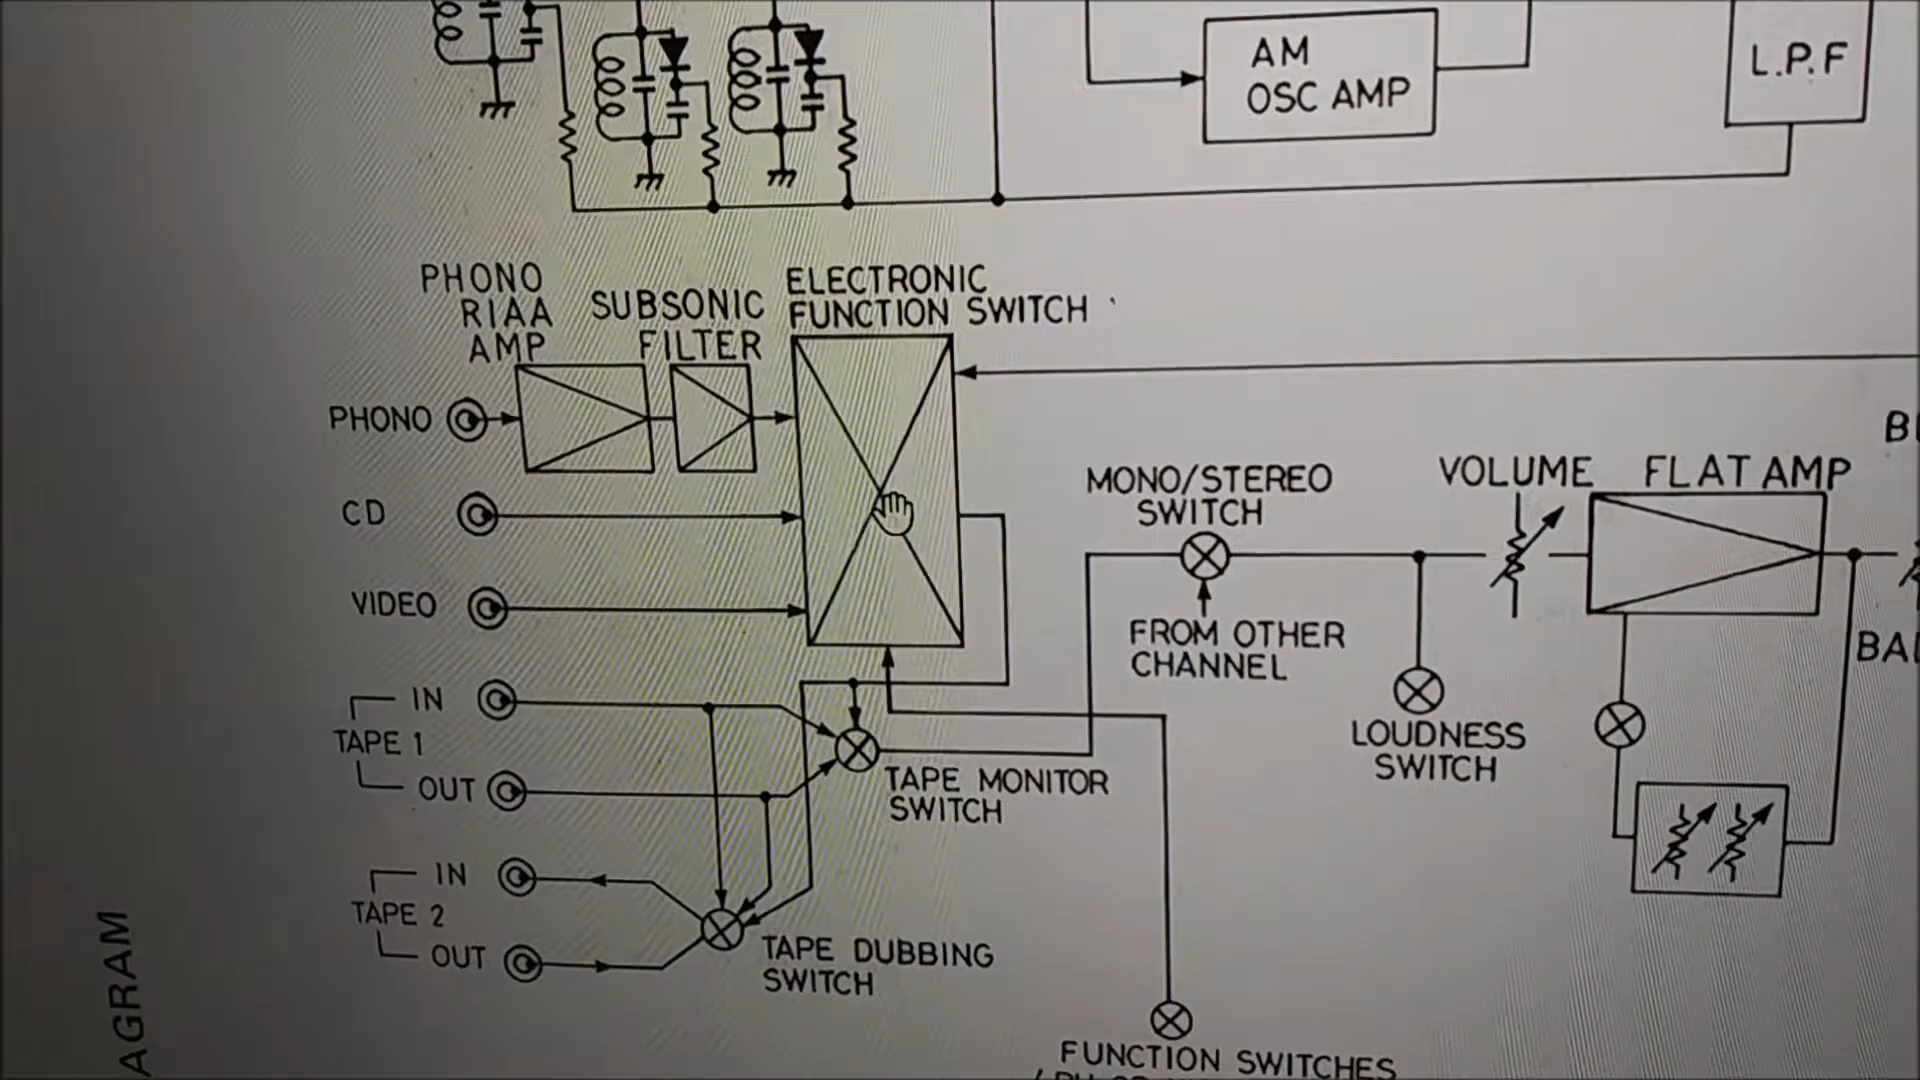 AM
OSC AMP
L.P.F
PHONO
RIAA
AMP
SUBSONIC
FILTER
ELECTRONIC
FUNCTION SWITCH
PHONO
CD
VIDEO
MONO/STEREO
SWITCH
VOLUME
FLAT AMP
FROM OTHER
CHANNEL
IN
TAPE 1
OUT
TAPE MONITOR
SWITCH
LOUDNESS
SWITCH
IN
TAPE 2
OUT
TAPE DUBBING
SWITCH
FUNCTION SWITCHES
AGRAM
BAL